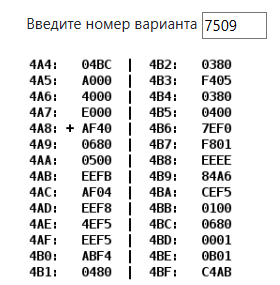 Введите номер варианта 7509
4A4: 04BC | 4B2: 0380
4A5: A000 | 4B3: F405
4A6: 4000 | 4B4: 0380
4A7: E000 | 4B5: 0400
4A8: + AF40 | 4B6: 7EF0
4A9: 0680 | 4B7: F801
4AA: 0500 | 4B8: EEEE
4AB: EEFB | 4B9: 84A6
4AC: AF04 | 4BA: CEF5
4AD: EEF8 | 4BB: 0100
4AE: 4EF5 | 4BC: 0680
4AF: EEF5 | 4BD: 0001
4B0: ABF4 | 4BE: 0B01
4B1: 0480 | 4BF: C4AB